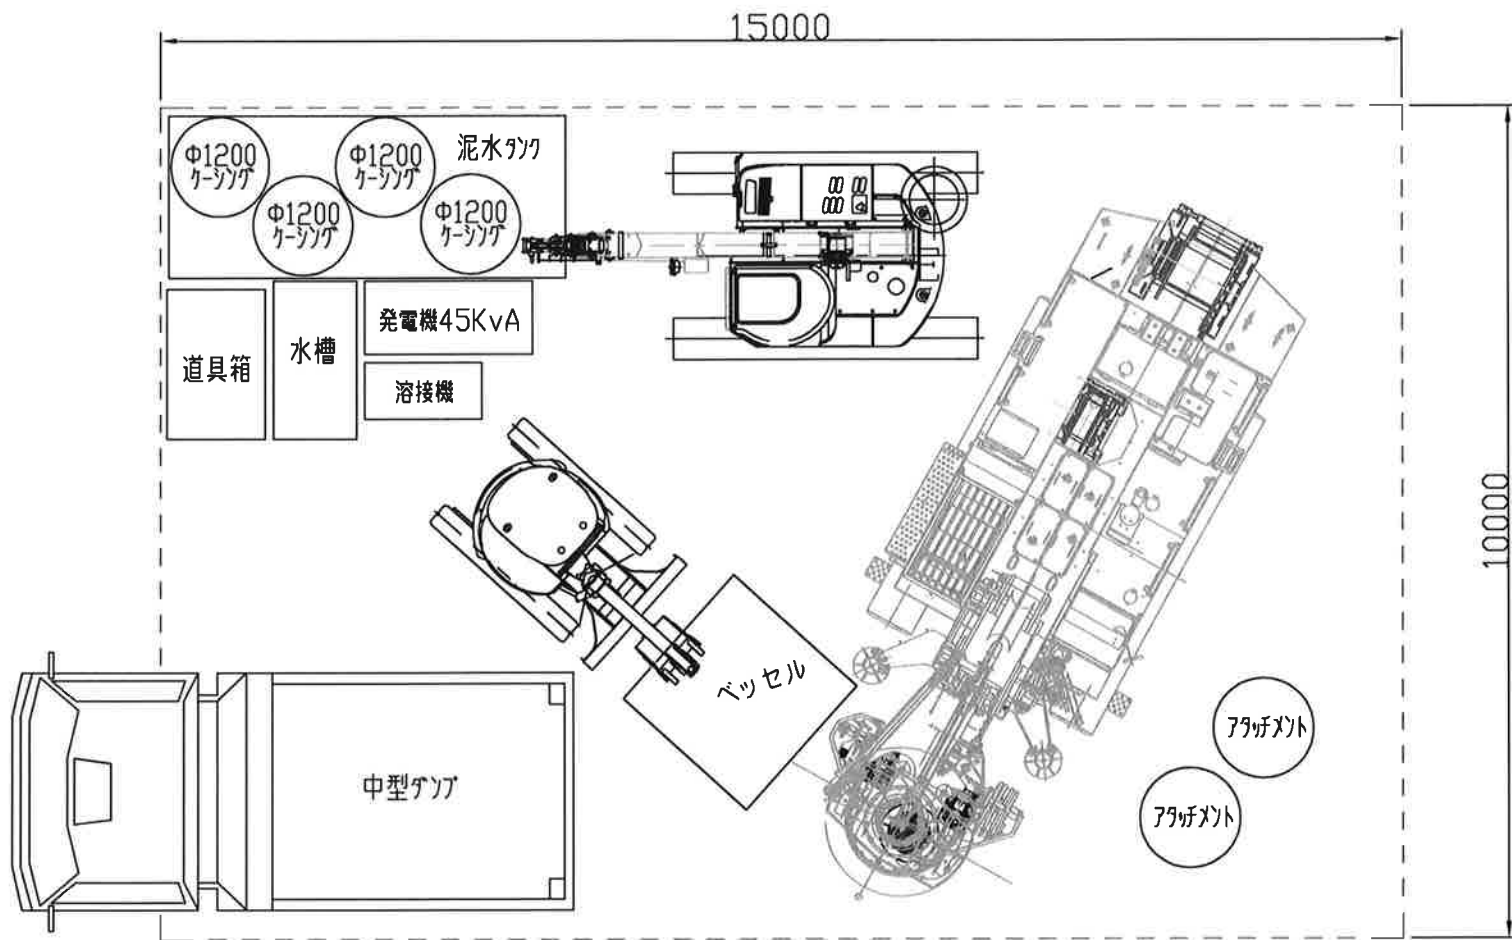 15000
Φ1200
ケーシング
Φ1200
ケーシング
泥水タンク
Φ1200
ケーシング
Φ1200
ケーシング
発電機45KvA
水槽
道具箱
溶接機
10000
ベッセル
中型ダンプ
アタッチメント
アタッチメント